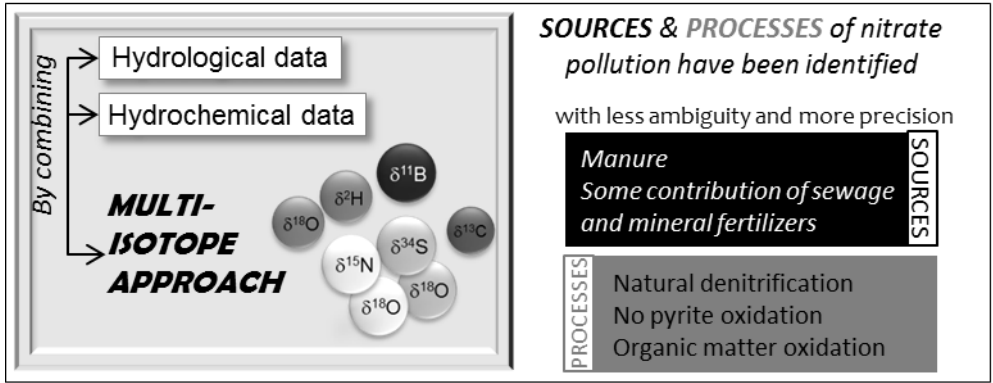 By combining
Hydrological data
Hydrochemical data
MULTI-
ISOTOPE
APPROACH
δ¹¹B
δ²H
δ¹⁸O
δ¹³C
δ³⁴S
δ¹⁵N
δ¹⁸O
δ¹⁸O
SOURCES & PROCESSES of nitrate
pollution have been identified
with less ambiguity and more precision
Manure
Some contribution of sewage
and mineral fertilizers
SOURCES
PROCESSES
Natural denitrification
No pyrite oxidation
Organic matter oxidation